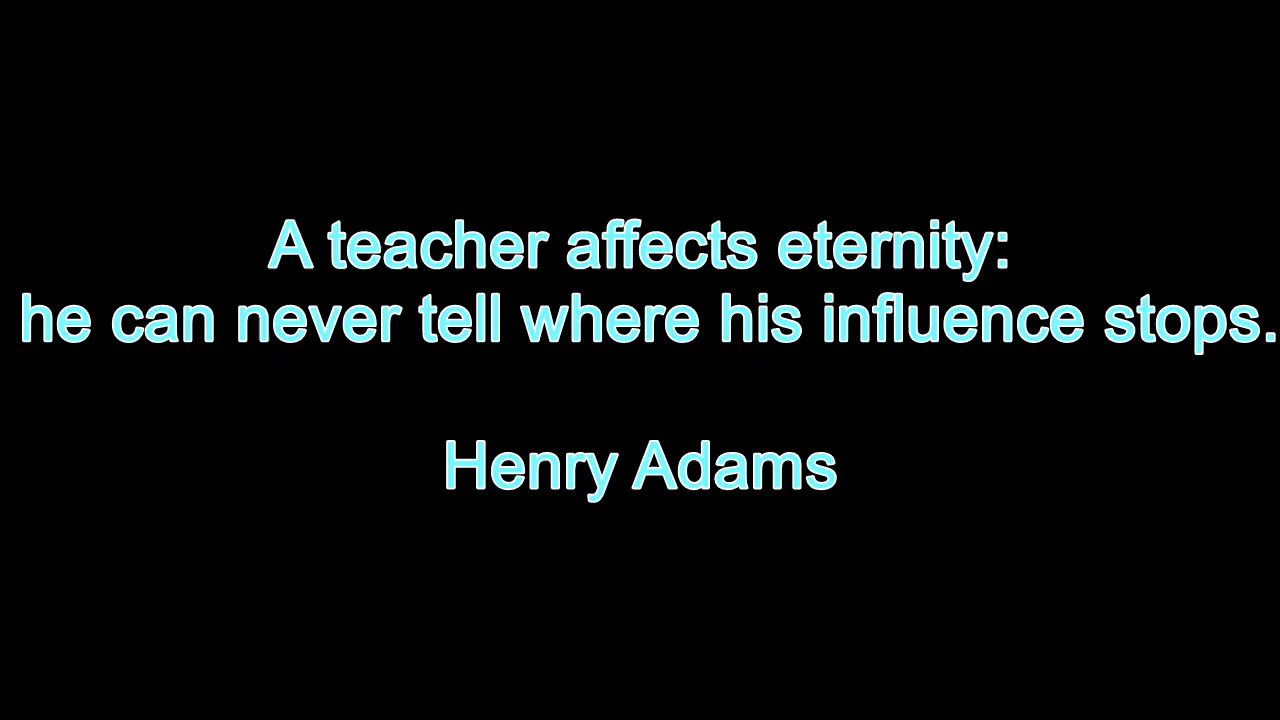 A teacher affects eternity:
he can never tell where his influence stops.
Henry Adams